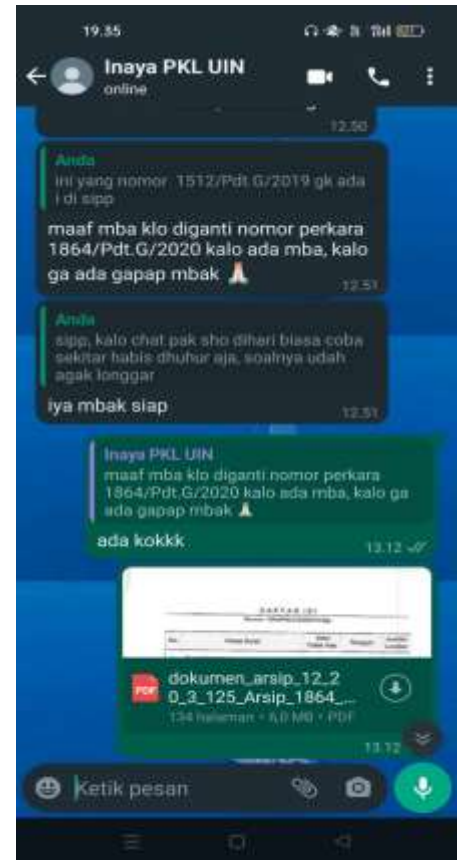 19.35
Inaya PKL UIN
online
12.50
Anda
ini yang nomor 1512/Pdt.G/2019 gk ada
i di sipp
maaf mba klo diganti nomor perkara
1864/Pdt.G/2020 kalo ada mba, kalo
ga ada gapap mbak 🙏🏻
12.51
Anda
sipp, kalo chat pak sho dihari biasa coba
sekitar habis dhuhur aja, soalnya udah
agak longgar
iya mbak siap
12.51
Inaya PKL UIN
maaf mba klo diganti nomor perkara
1864/Pdt.G/2020 kalo ada mba, kalo ga
ada gapap mbak 🙏🏻
ada kokkk
13.12
DAFTAR ISI
dokumen_arsip_12_2
0_3_125_Arsip_1864_...
PDF
134 halaman • 6,0 MB • PDF
13.12
Ketik pesan